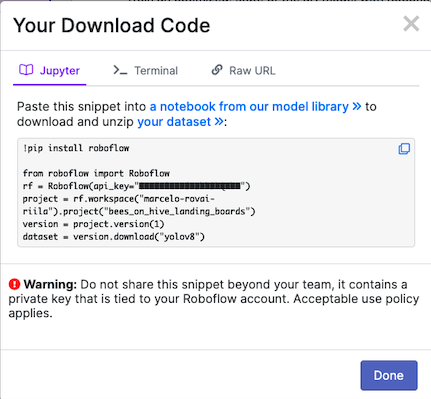 Your Download Code
Jupyter
Terminal
Raw URL
Paste this snippet into a notebook from our model library » to
download and unzip your dataset »:
!pip install roboflow
from roboflow import Roboflow
rf = Roboflow(api_key="")
project = rf.workspace("marcelo-rovai-
riila").project("bees_on_hive_landing_boards")
version = project.version(1)
dataset = version.download("yolov8")
Warning: Do not share this snippet beyond your team, it contains a
private key that is tied to your Roboflow account. Acceptable use policy
applies.
Done